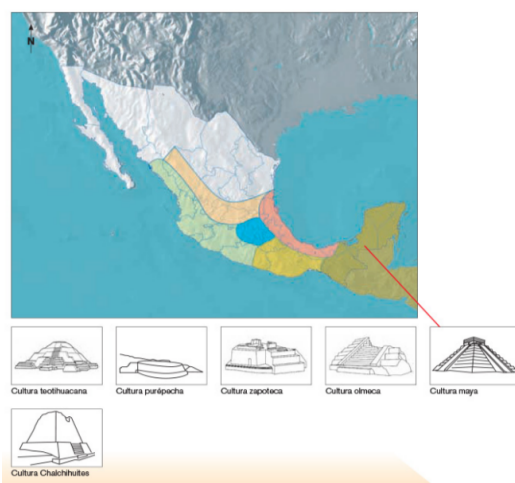 N
Cultura teotihuacana
Cultura purépecha
Cultura zapoteca
Cultura olmeca
Cultura maya
Cultura Chalchihuites